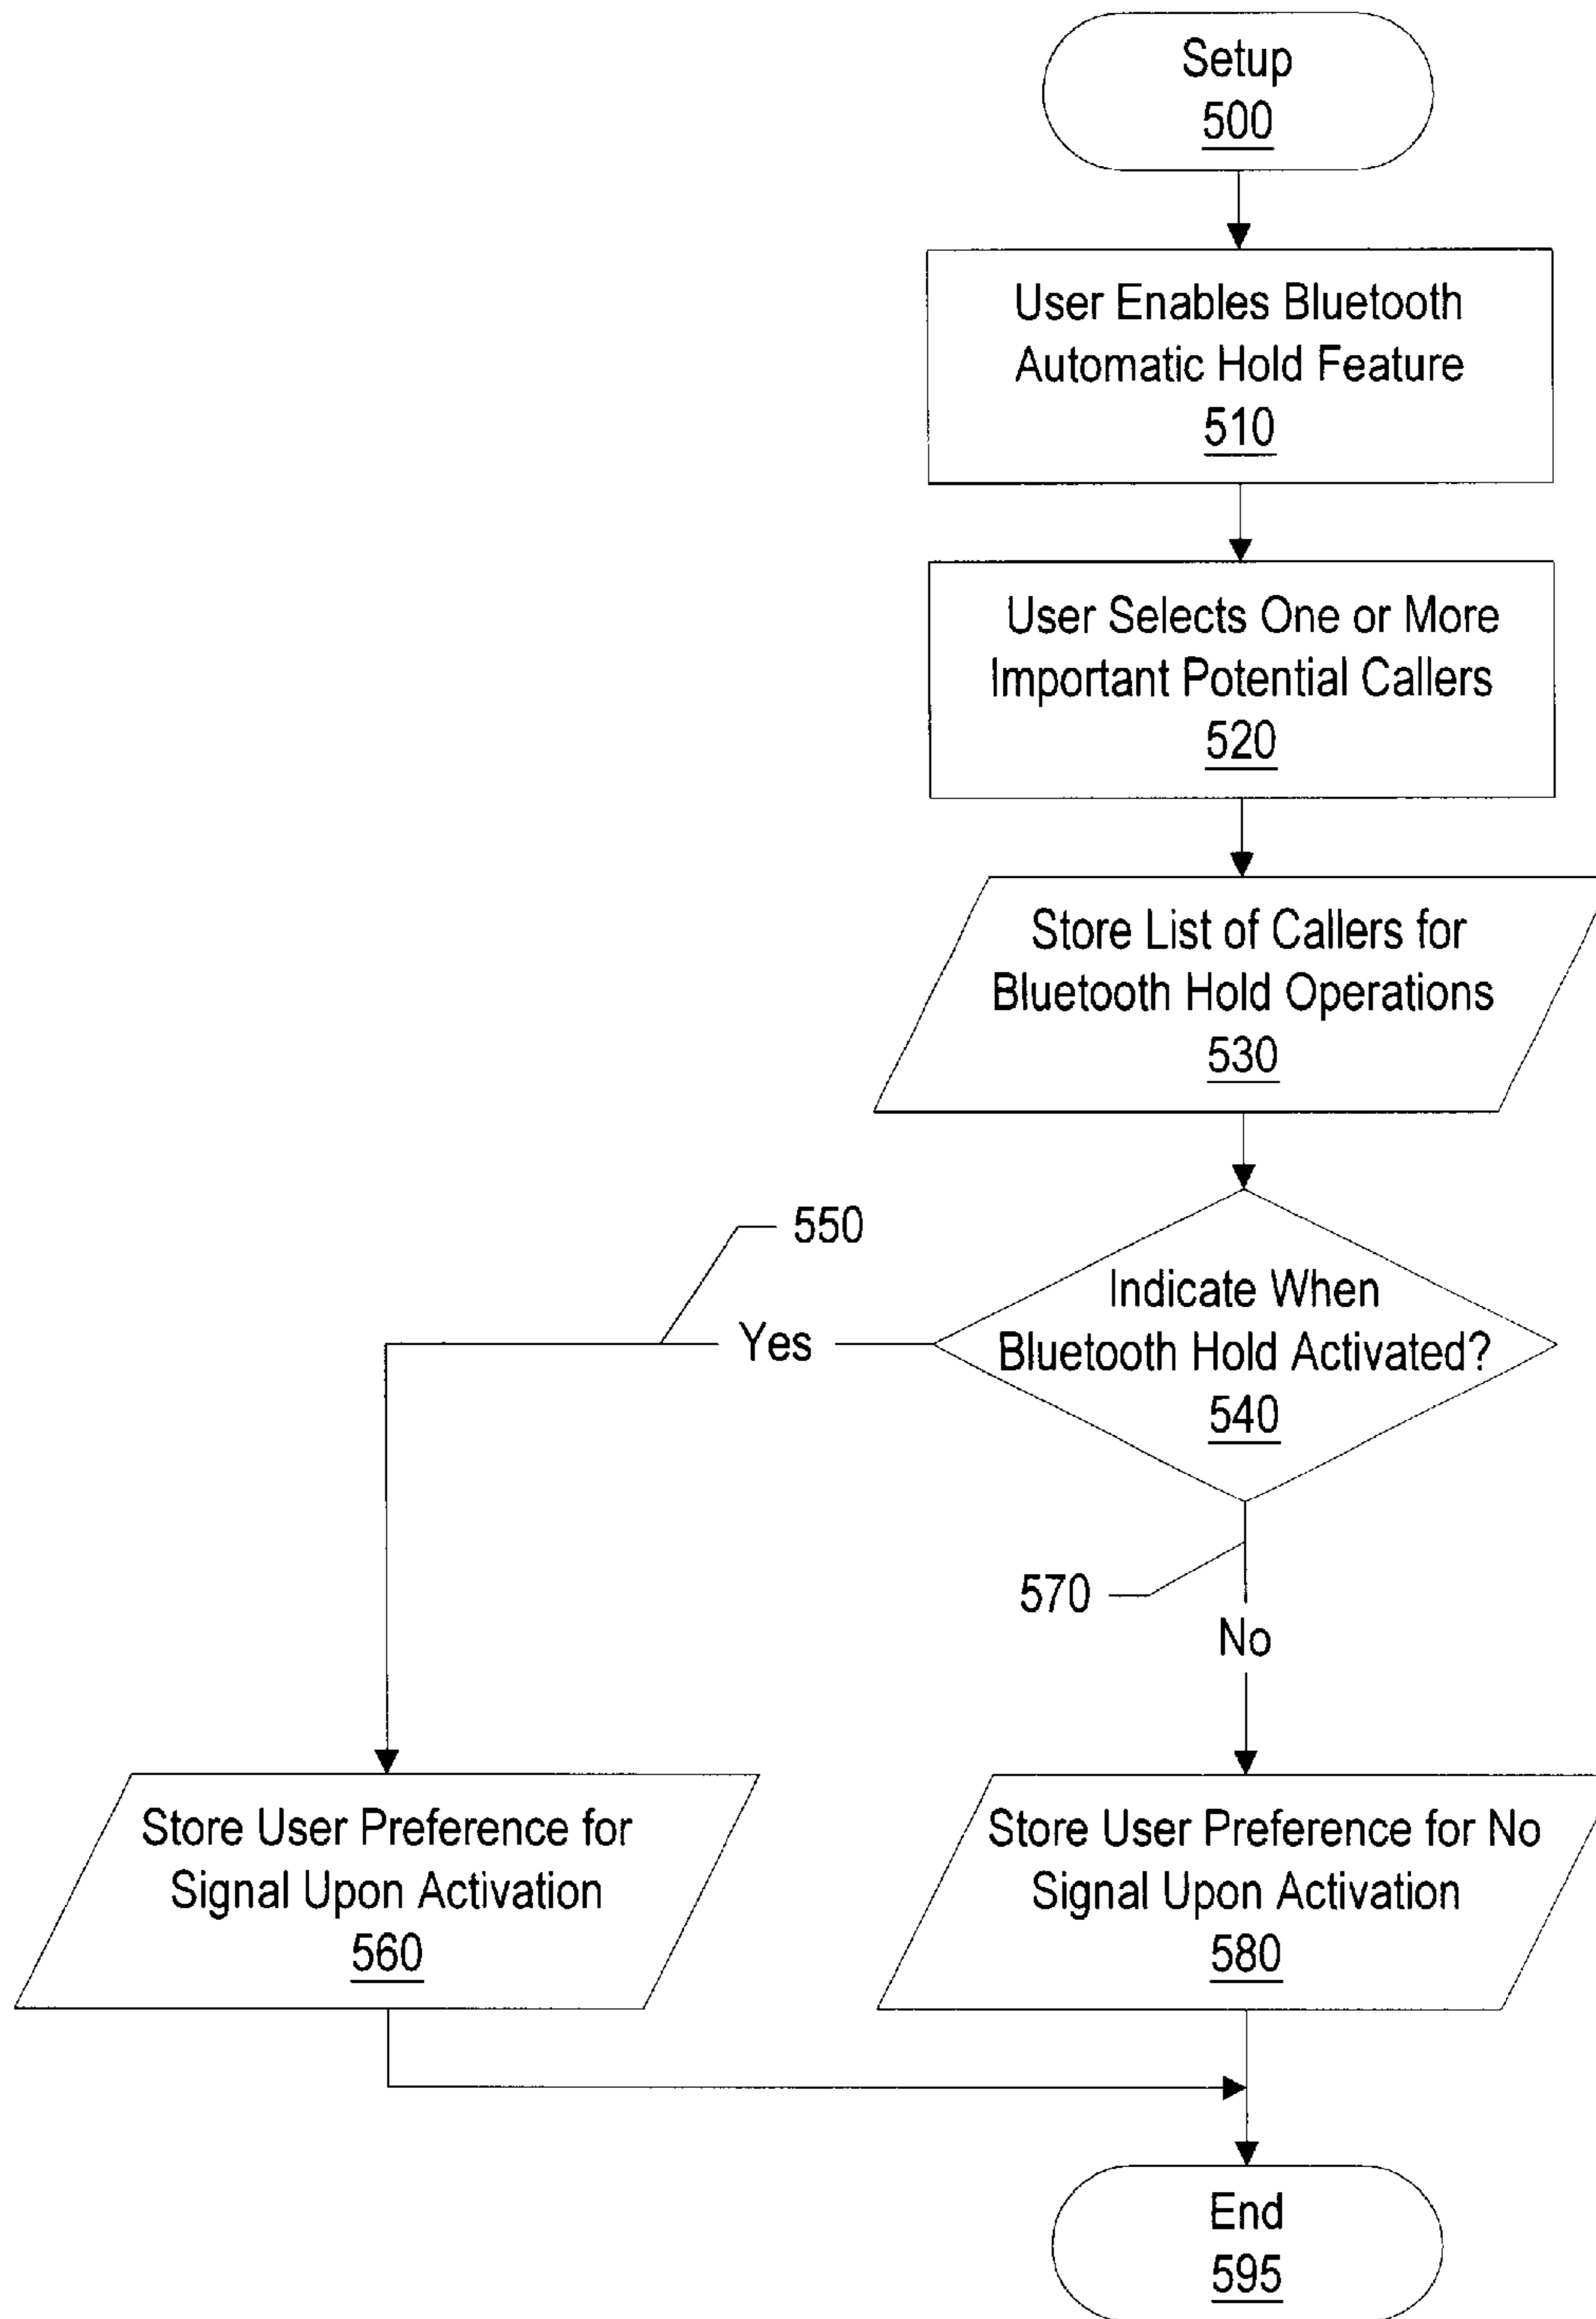 Setup
500
User Enables Bluetooth
Automatic Hold Feature
510
User Selects One or More
Important Potential Callers
520
Store List of Callers for
Bluetooth Hold Operations
530
550
Indicate When
Bluetooth Hold Activated?
540
Yes
570
No
Store User Preference for
Signal Upon Activation
560
Store User Preference for No
Signal Upon Activation
580
End
595